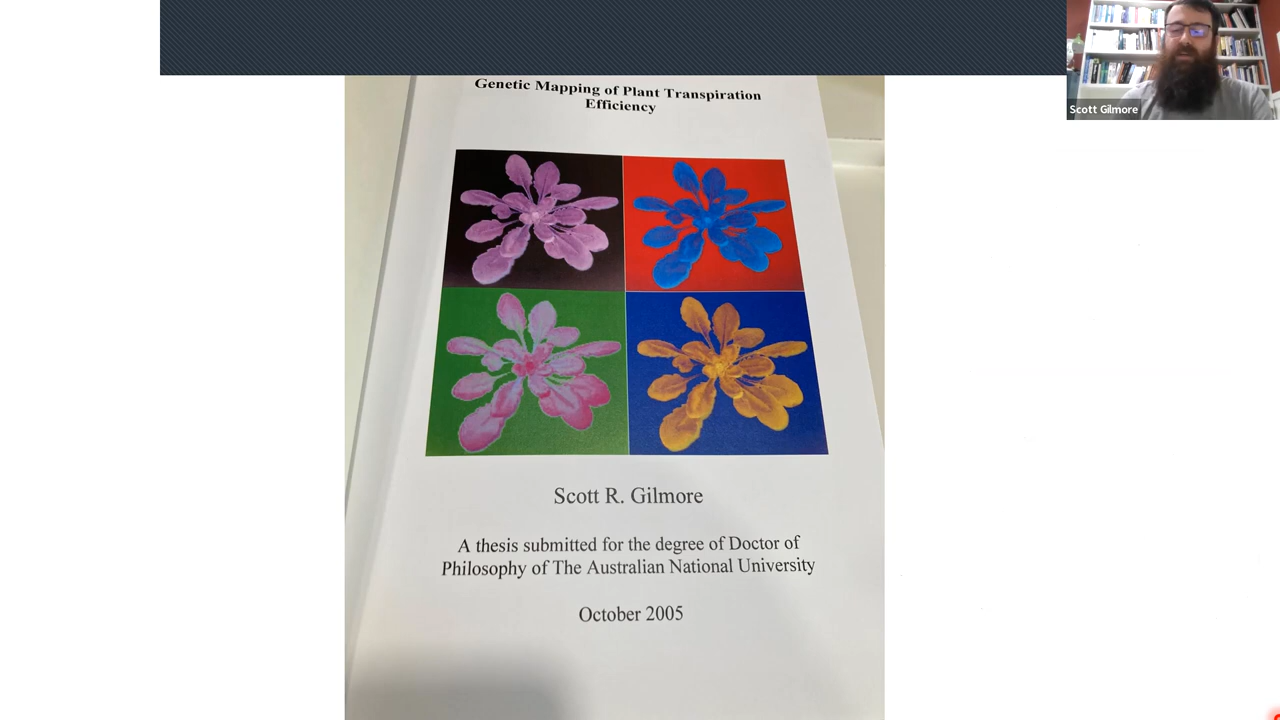 Genetic Mapping of Plant Transpiration
Efficiency
Scott Gilmore
Scott R. Gilmore
A thesis submitted for the degree of Doctor of
Philosophy of The Australian National University
October 2005